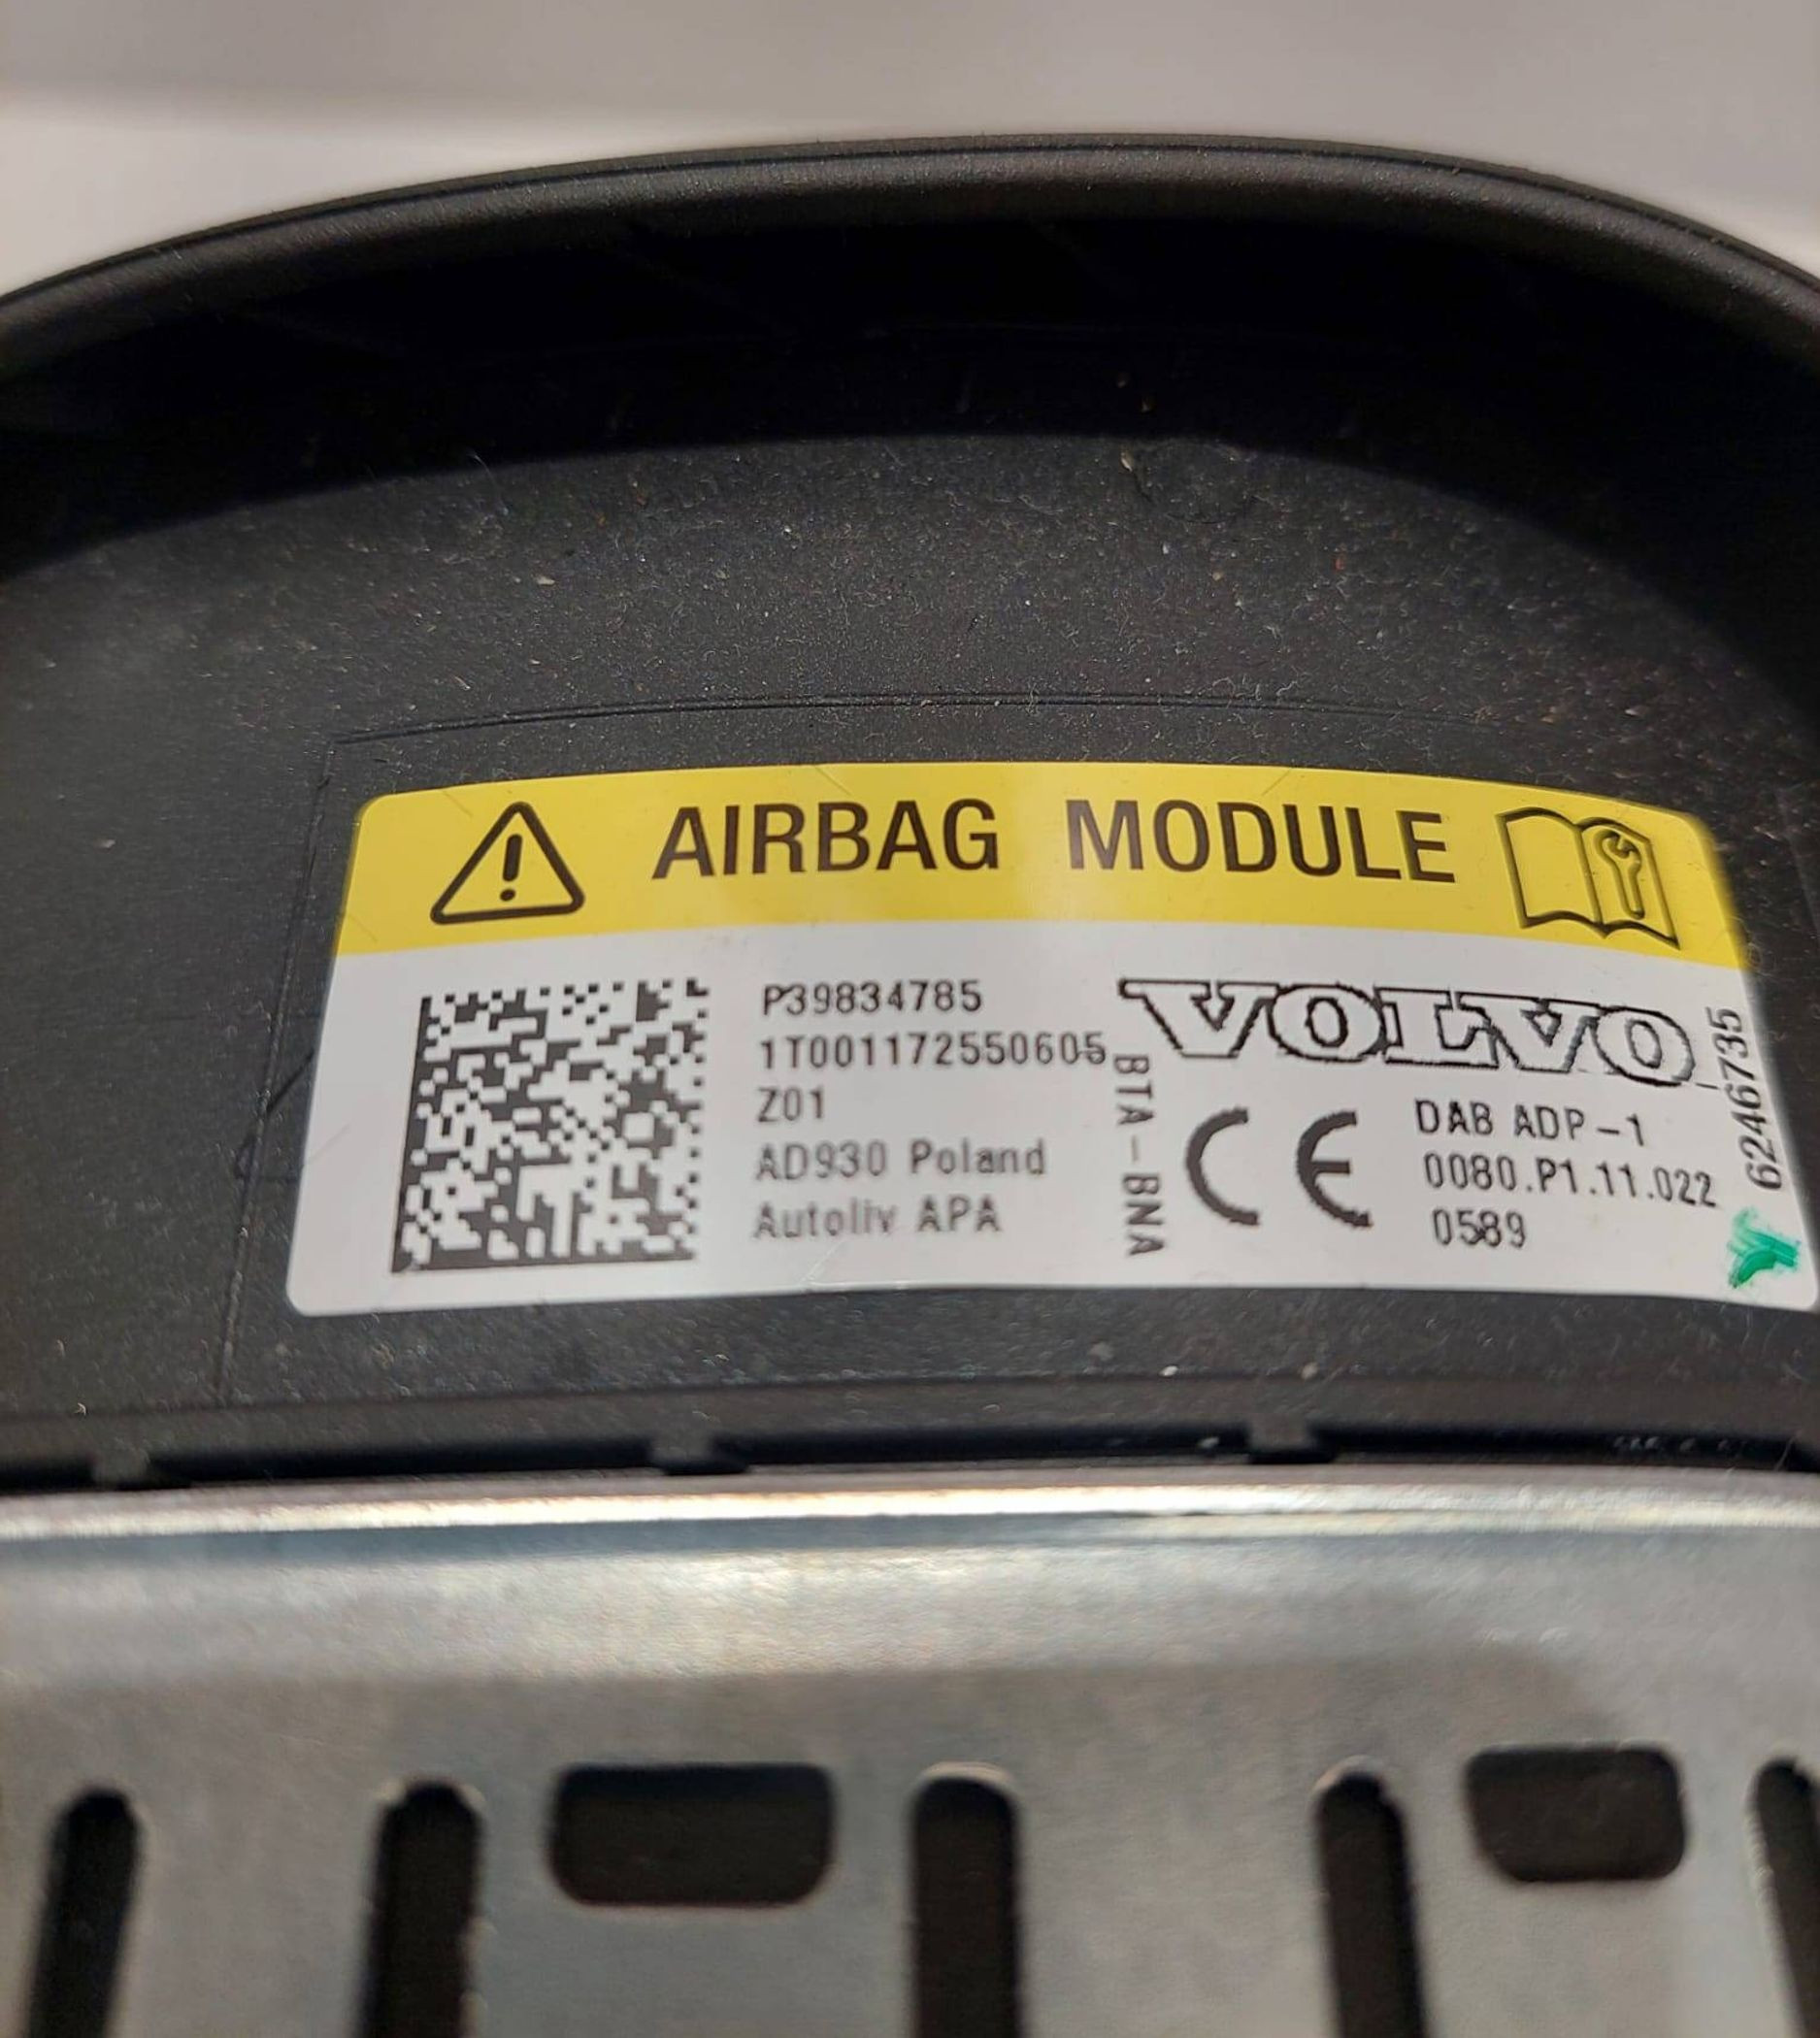 AIRBAG MODULE
P39834785
1T001172550605
Z01
AD930 Poland
Autoliv APA
BTA-BNA
VOLVO
CE
DAB ADP-1
0080.P1.11.022
0589
62446735